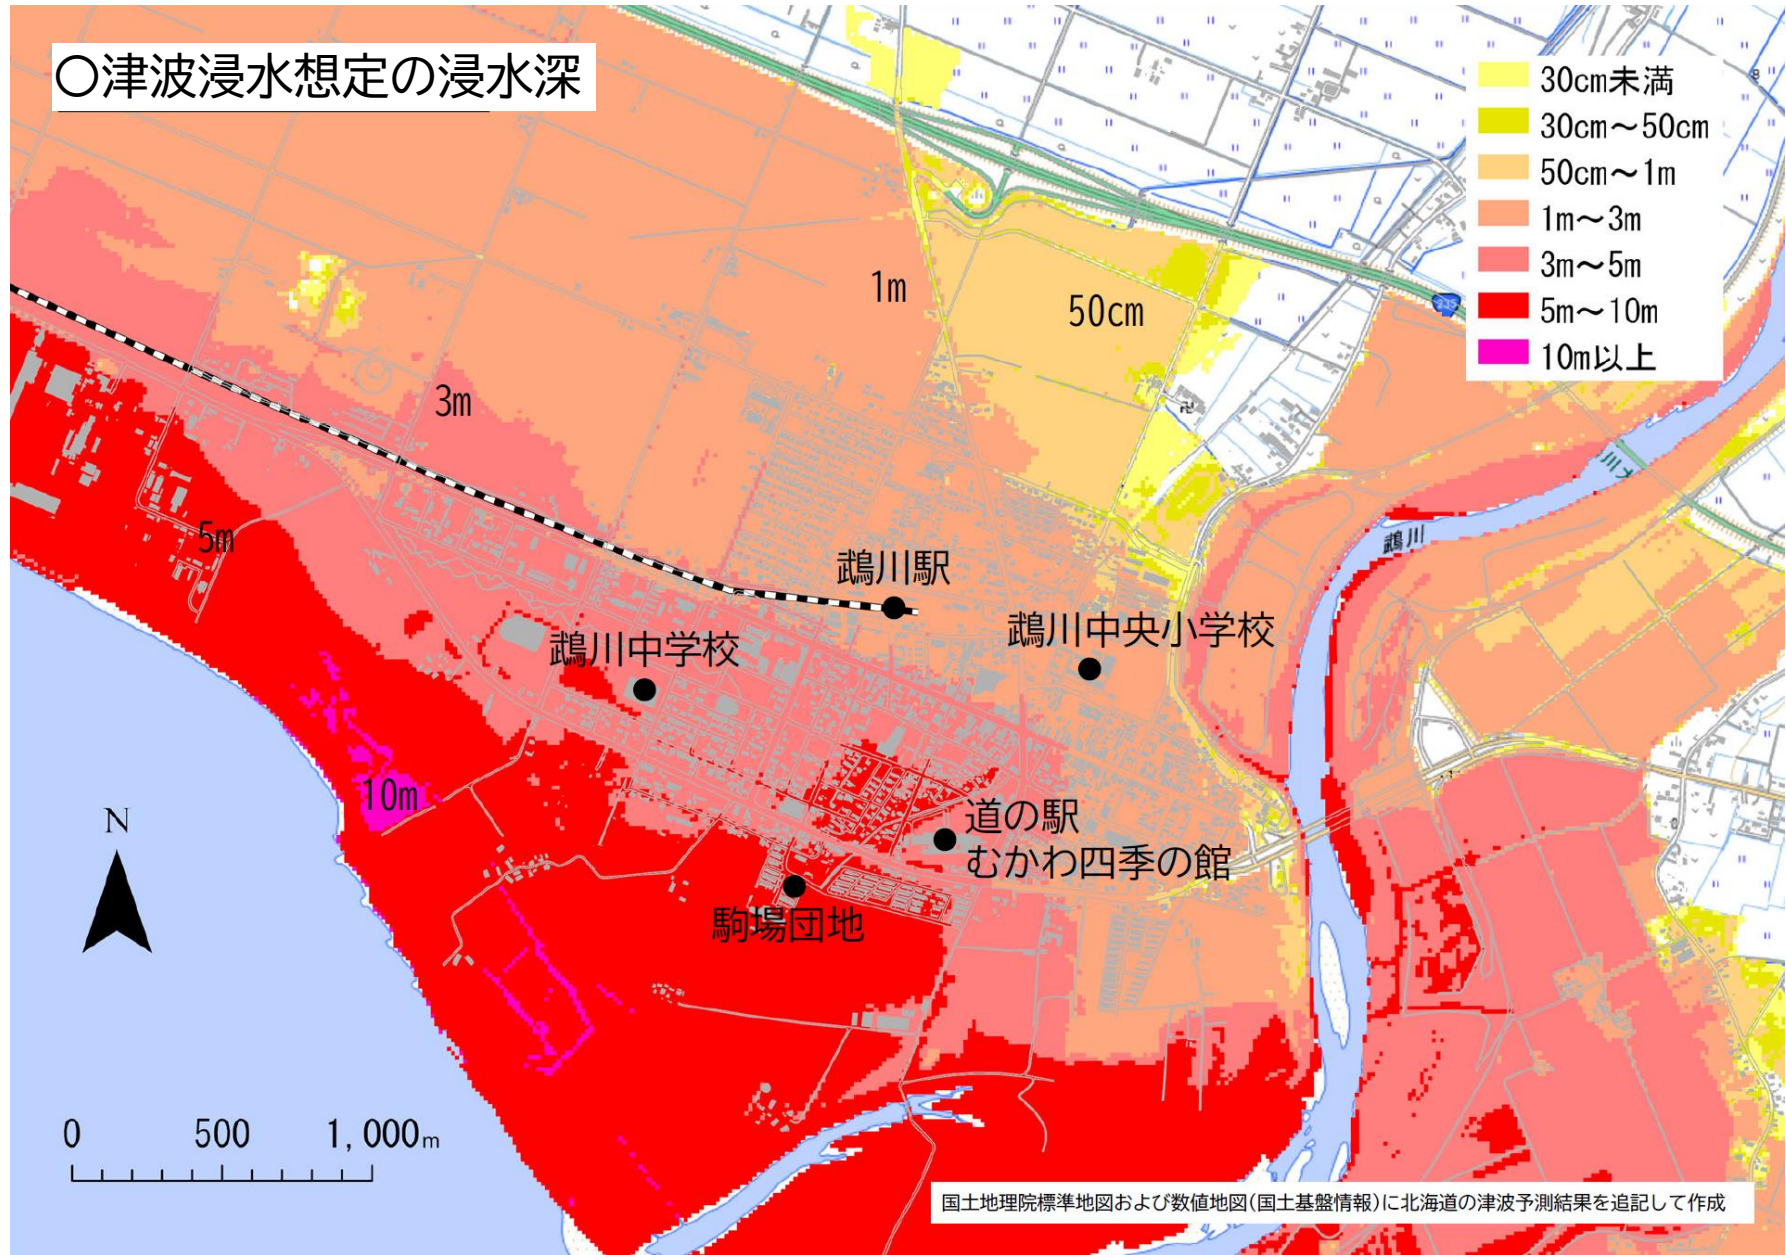 ○津波浸水想定の浸水深
30cm未満
30cm～50cm
50cm～1m
1m～3m
3m～5m
5m～10m
10m以上
235
1m
50cm
3m
5m
鵡川
鵡川駅
鵡川中央小学校
鵡川中学校
10m
道の駅
むかわ四季の館
駒場団地
N
0 500 1,000m
国土地理院標準地図および数値地図(国土基盤情報)に北海道の津波予測結果を追記して作成